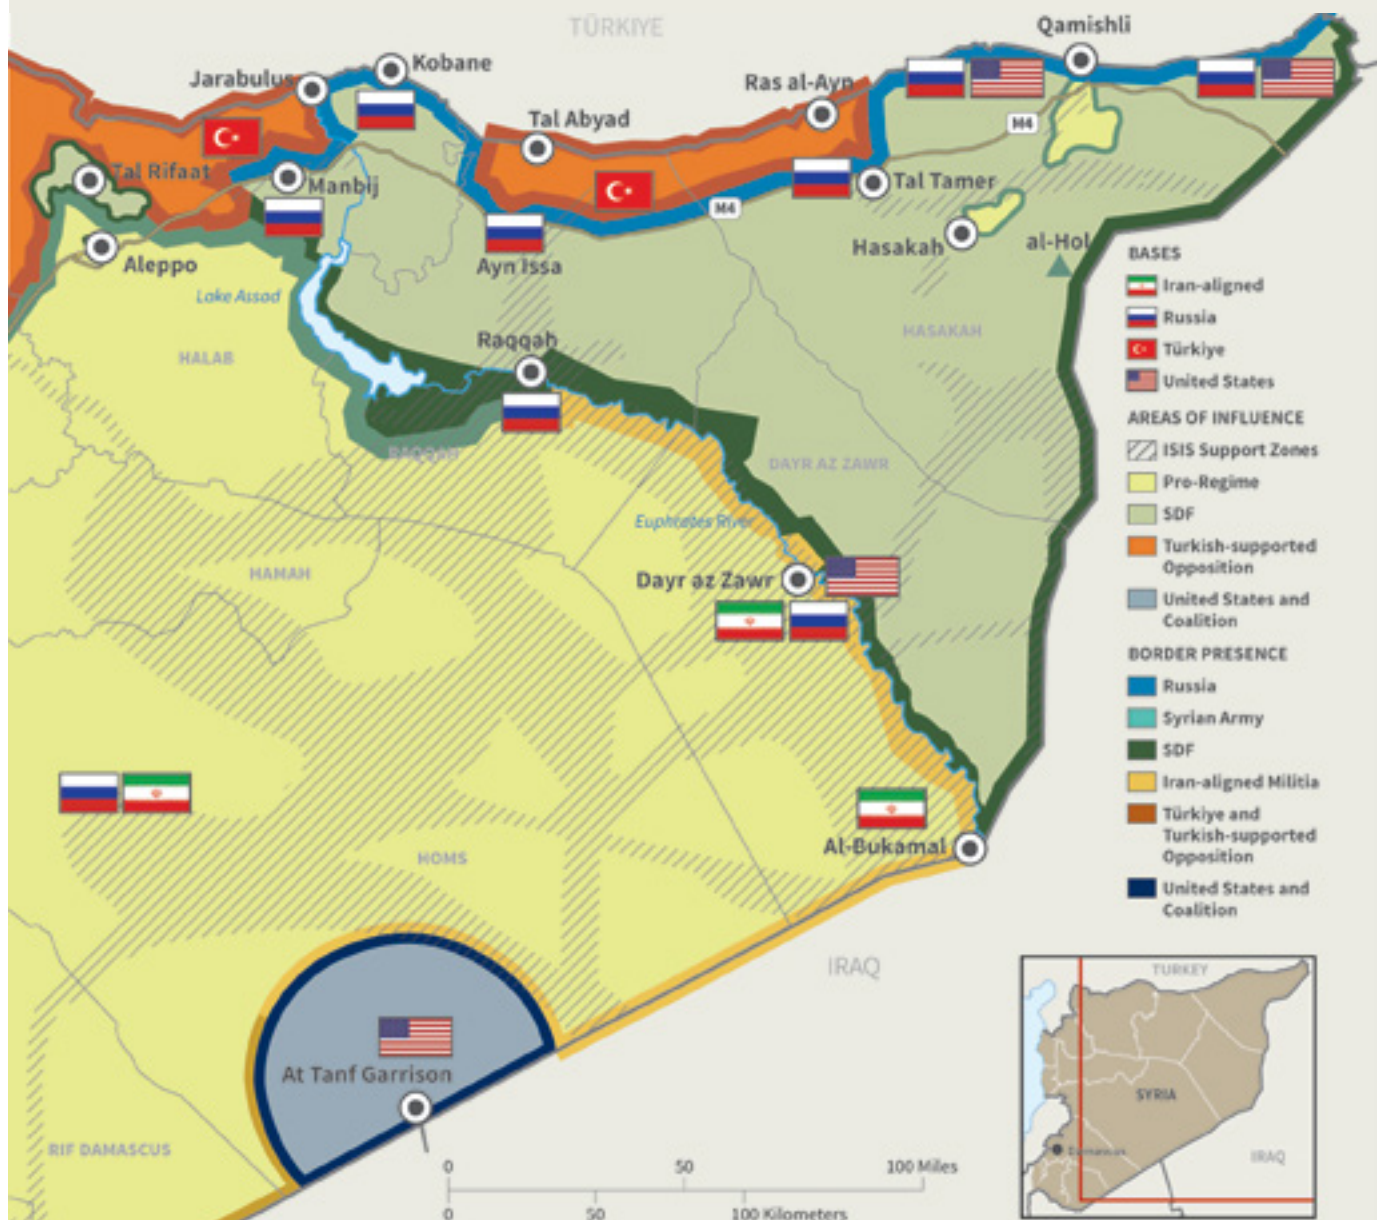 TÜRKIYE
Qamishli
Kobane
Jarabulus
Ras al-Ayn
Tal Abyad
M4
Tal Rifaat
Manbij
Tal Tamer
M4
Hasakah
al-Hol
Aleppo
Ayn Issa
Lake Assad
HASAKAH
Raqqah
HALAB
RAQQAH
DAYR AZ ZAWR
Euphrates River
HAMAH
Dayr az Zawr
Al-Bukamal
HOMS
IRAQ
At Tanf Garrison
RIF DAMASCUS
BASES
Iran-aligned
Russia
Türkiye
United States
AREAS OF INFLUENCE
ISIS Support Zones
Pro-Regime
SDF
Turkish-supported
Opposition
United States and
Coalition
BORDER PRESENCE
Russia
Syrian Army
SDF
Iran-aligned Militia
Türkiye and
Turkish-supported
Opposition
United States and
Coalition
0 50 100 Miles
0 50 100 Kilometers
TURKEY
SYRIA
Damascus
IRAQ